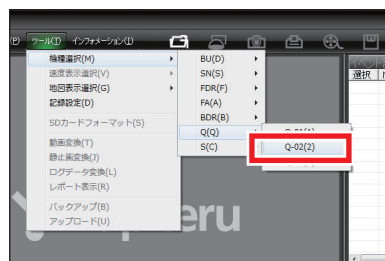 (P) ツール(T) インフォメーション(I)
機種選択(M)
速度表示選択(V)
地図表示選択(G)
記録設定(D)
SDカードフォーマット(S)
動画変換(T)
静止画変換(J)
ログデータ変換(L)
レポート表示(R)
バックアップ(B)
アップロード(U)
BU(D)
SN(S)
FDR(F)
FA(A)
BDR(B)
Q(Q)
S(C)
Q-01(1)
Q-02(2)
選択
eru